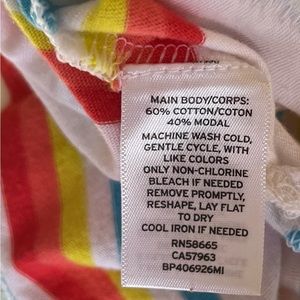 MAIN BODY/CORPS:
60% COTTON/COTON
40% MODAL
MACHINE WASH COLD,
GENTLE CYCLE, WITH
LIKE COLORS
ONLY NON-CHLORINE
BLEACH IF NEEDED
REMOVE PROMPTLY,
RESHAPE, LAY FLAT
TO DRY
COOL IRON IF NEEDED
RN58665
CA57963
BP406926MI